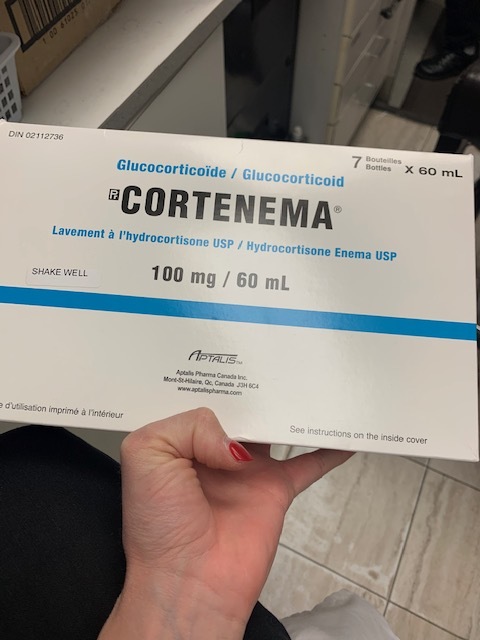 DIN 02112736
7 Bouteilles
Bottles X 60 mL
Glucocorticoïde / Glucocorticoid
Pr CORTENEMA®
Lavement à l'hydrocortisone USP / Hydrocortisone Enema USP
SHAKE WELL
100 mg / 60 mL
APTALIS™
Aptalis Pharma Canada Inc.
Mont-St-Hilaire, Qc, Canada J3H 6C4
www.aptalispharma.com
d'utilisation imprimé à l'intérieur
See instructions on the inside cover